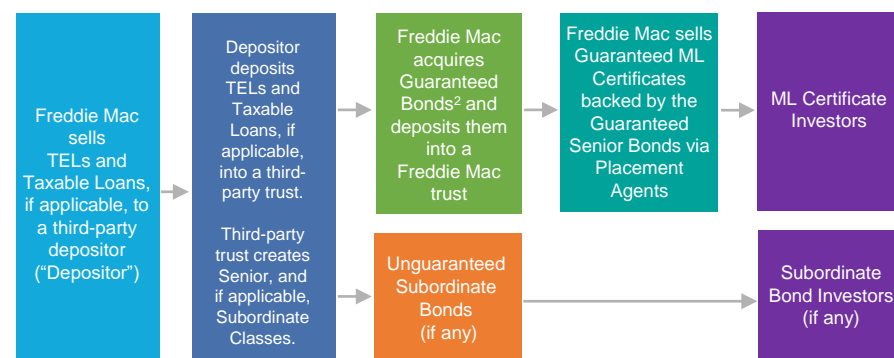 Freddie Mac
sells
TELs and
Taxable Loans,
if applicable, to
a third-party
depositor
(“Depositor”)
Depositor
deposits
TELs and
Taxable
Loans, if
applicable,
into a third-
party trust.
Third-party
trust creates
Senior, and
if applicable,
Subordinate
Classes.
Freddie Mac
acquires
Guaranteed
Bonds² and
deposits them
into a
Freddie Mac
trust
Freddie Mac sells
Guaranteed ML
Certificates
backed by the
Guaranteed
Senior Bonds via
Placement
Agents
ML Certificate
Investors
Unguaranteed
Subordinate
Bonds
(if any)
Subordinate
Bond Investors
(if any)